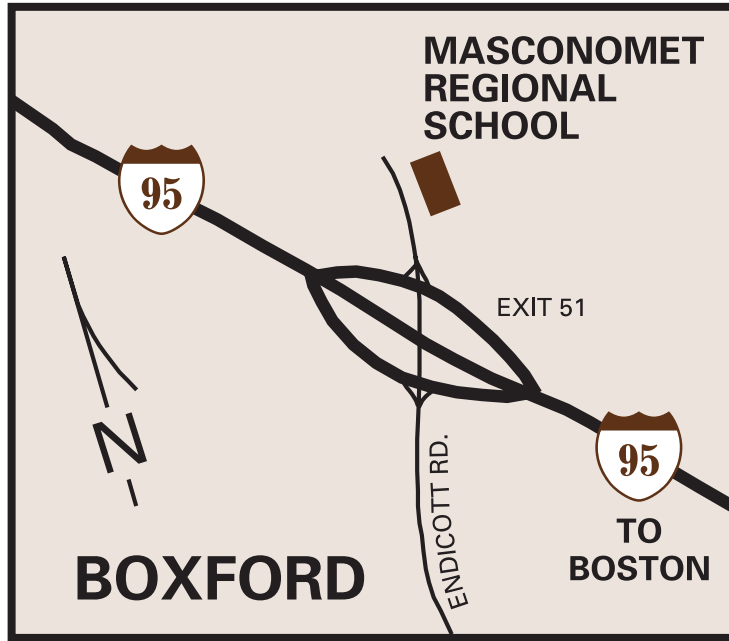 MASCONOMET
REGIONAL
SCHOOL
95
EXIT 51
N
ENDICOTT RD.
95
TO
BOSTON
BOXFORD